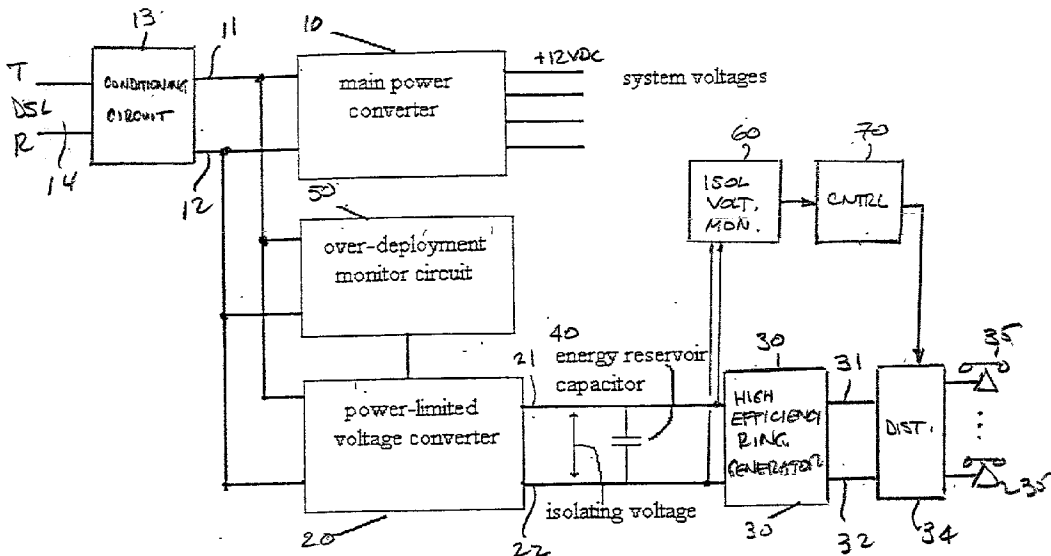 13
11
10
T
CONDITIONING
CIRCUIT
DSL
R
14
12
main power
converter
+12VDC
system voltages
50
over-deployment
monitor circuit
60
ISOL
VOLT.
MON.
70
CNTRL
power-limited
voltage converter
20
21
22
40
energy reservoir
capacitor
isolating voltage
30
HIGH
EFFICIENCY
RING
GENERATOR
30
31
32
DIST.
34
35
35